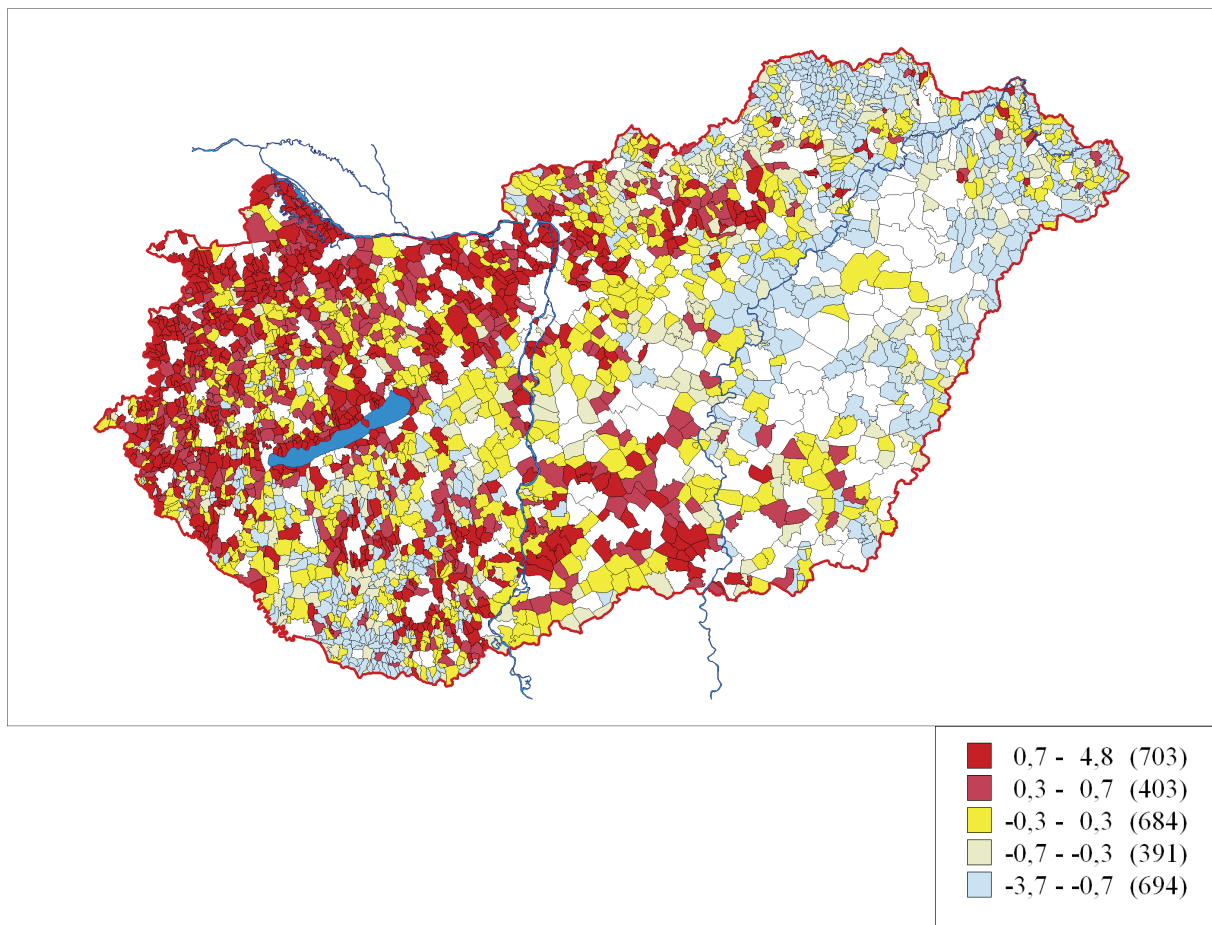 0,7 - 4,8 (703)
0,3 - 0,7 (403)
-0,3 - 0,3 (684)
-0,7 - -0,3 (391)
-3,7 - -0,7 (694)